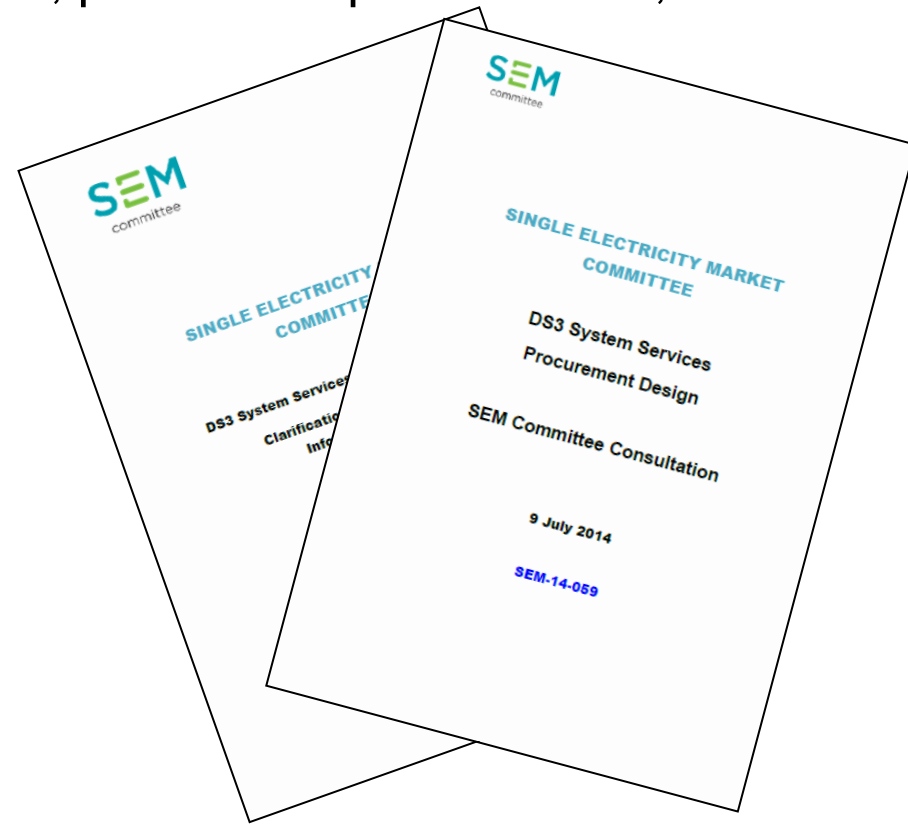 SEM
committee
SINGLE ELECTRICITY
COMMITTE
DS3 System Services
Clarificatio
Info
SEM
committee
SINGLE ELECTRICITY MARKET
COMMITTEE
DS3 System Services
Procurement Design
SEM Committee Consultation
9 July 2014
SEM-14-059